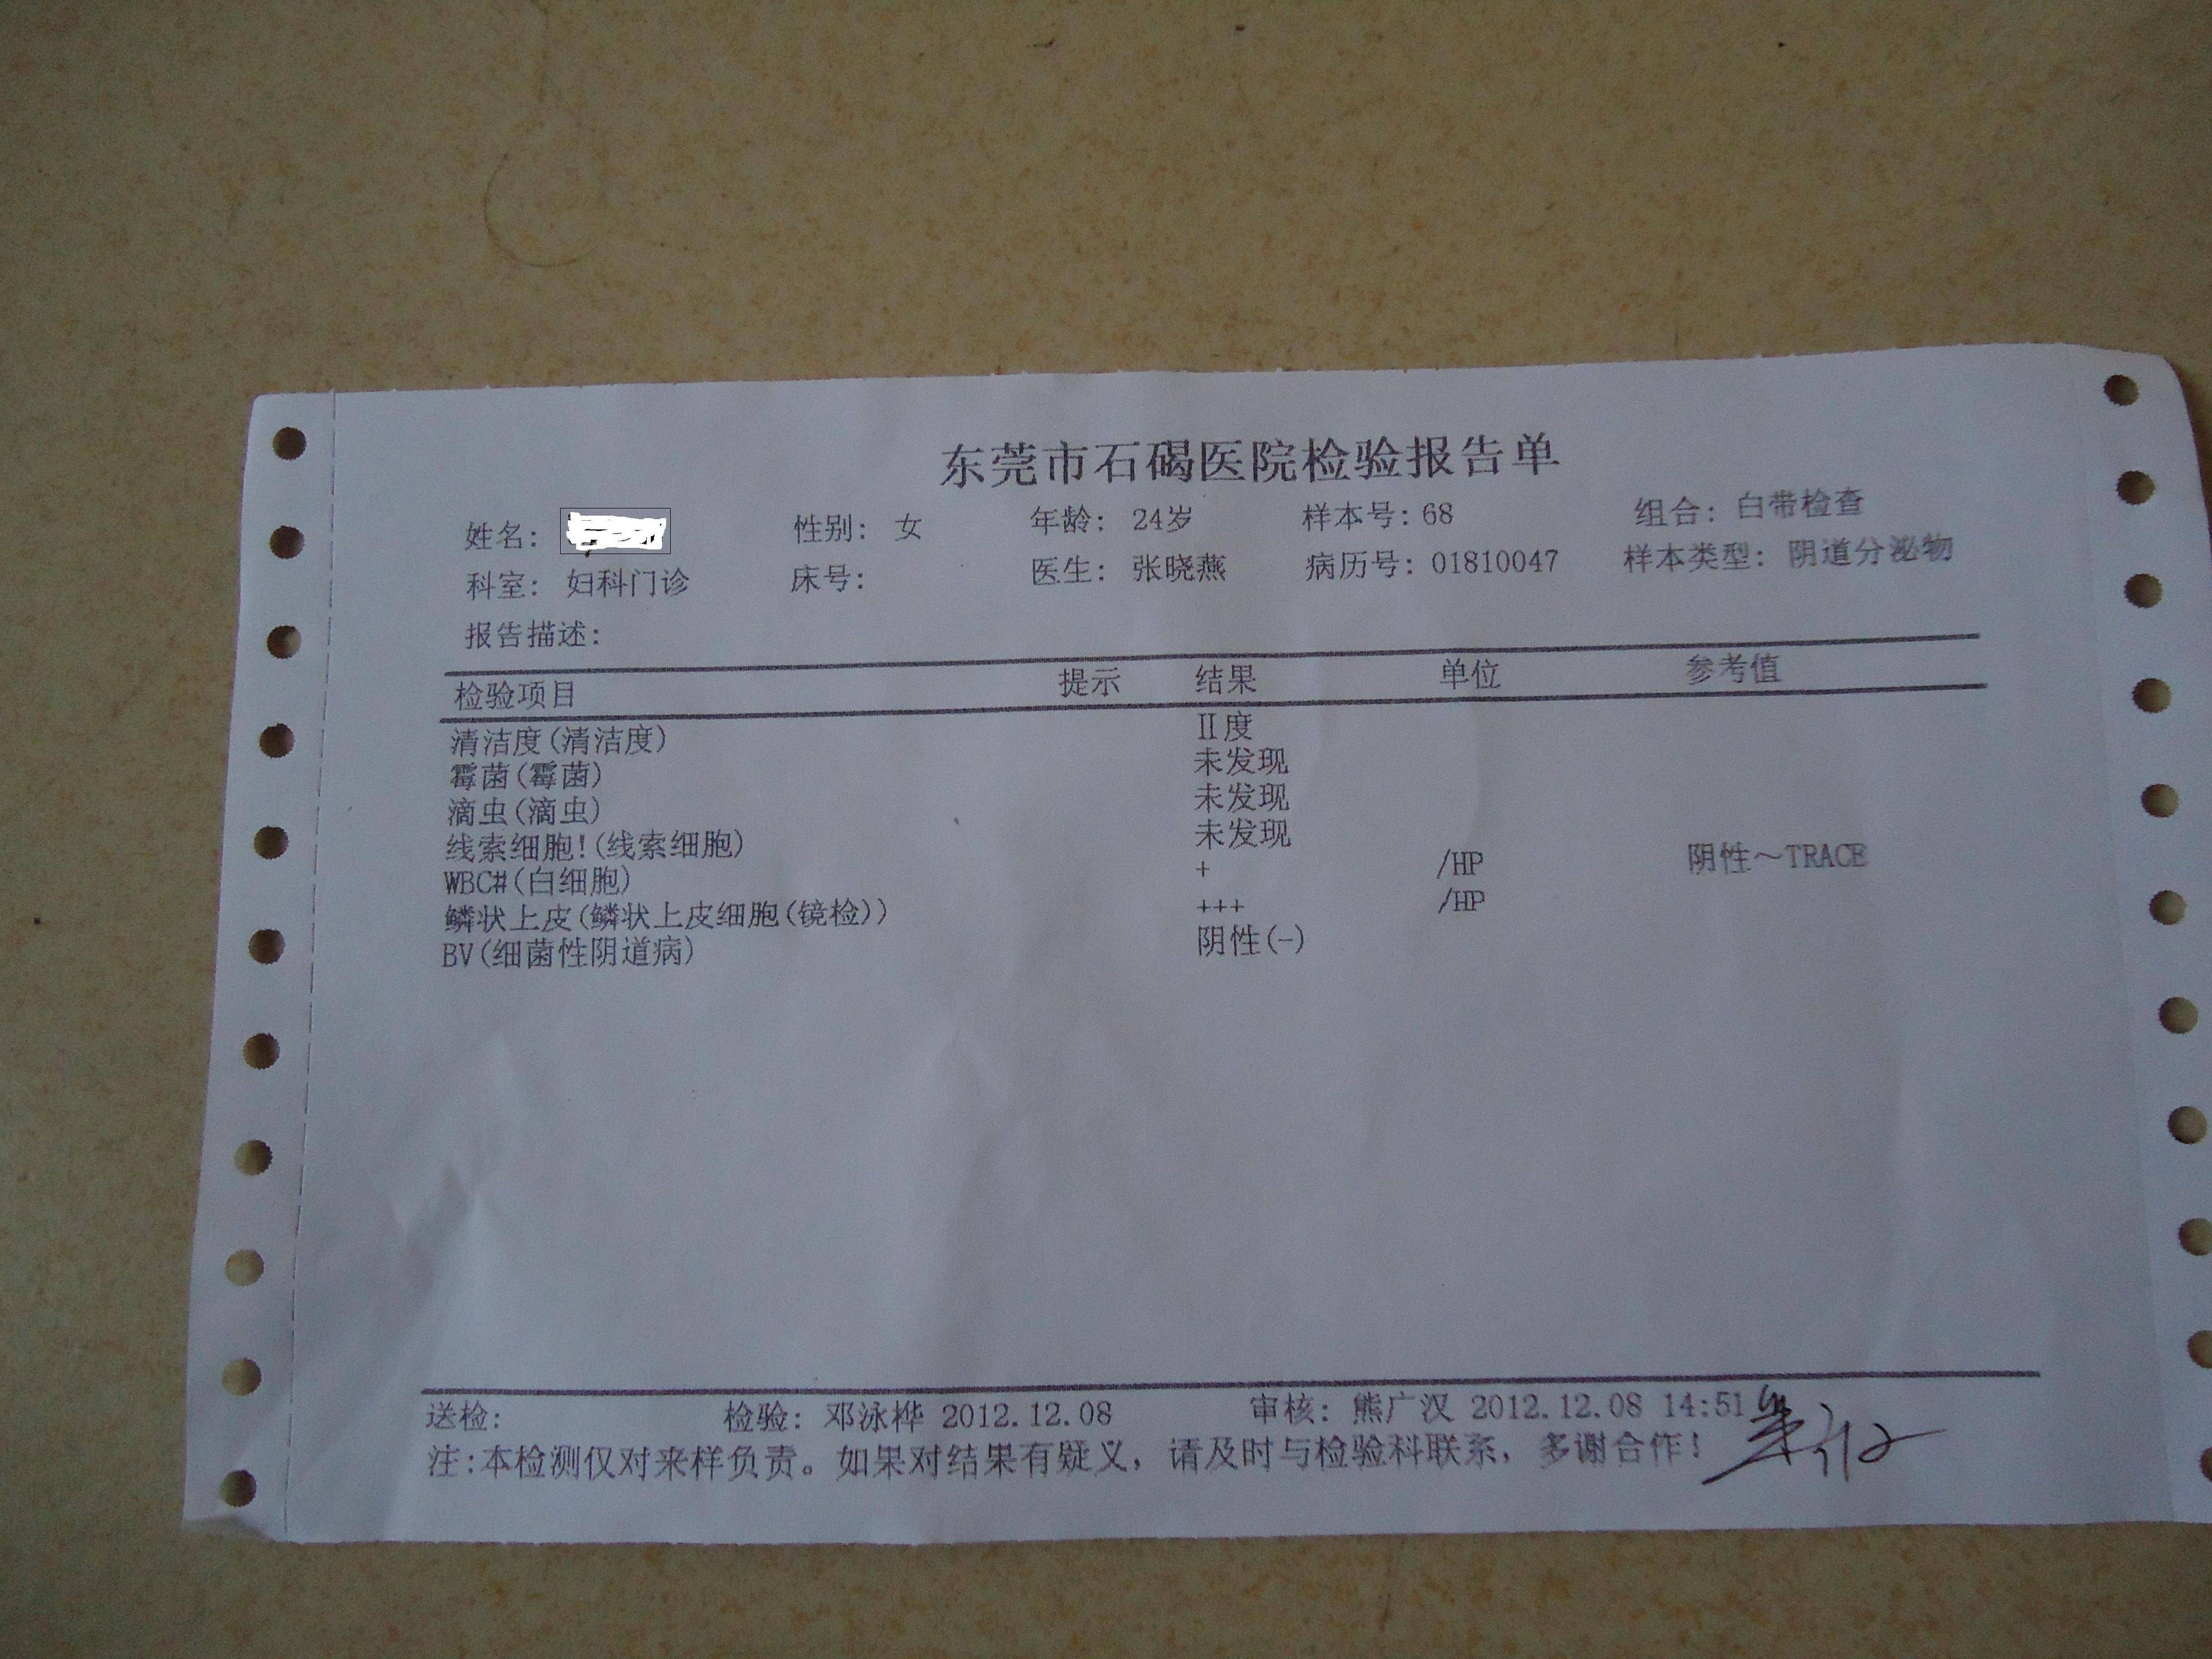 东莞市石碣医院检验报告单
姓名: 性别: 女 年龄: 24岁 样本号: 68 组合: 白带检查
科室: 妇科门诊 床号: 医生: 张晓燕 病历号: 01810047 样本类型: 阴道分泌物
报告描述:
检验项目 提示 结果 单位 参考值
清洁度(清洁度) Ⅱ度
霉菌(霉菌) 未发现
滴虫(滴虫) 未发现
线索细胞!(线索细胞) 未发现
WBC#(白细胞) + /HP 阴性~TRACE
鳞状上皮(鳞状上皮细胞(镜检)) +++ /HP
BV(细菌性阴道病) 阴性(-)
送检: 检验: 邓泳桦 2012.12.08 审核: 熊广汉 2012.12.08 14:51
注:本检测仅对来样负责。如果对结果有疑义, 请及时与检验科联系, 多谢合作!